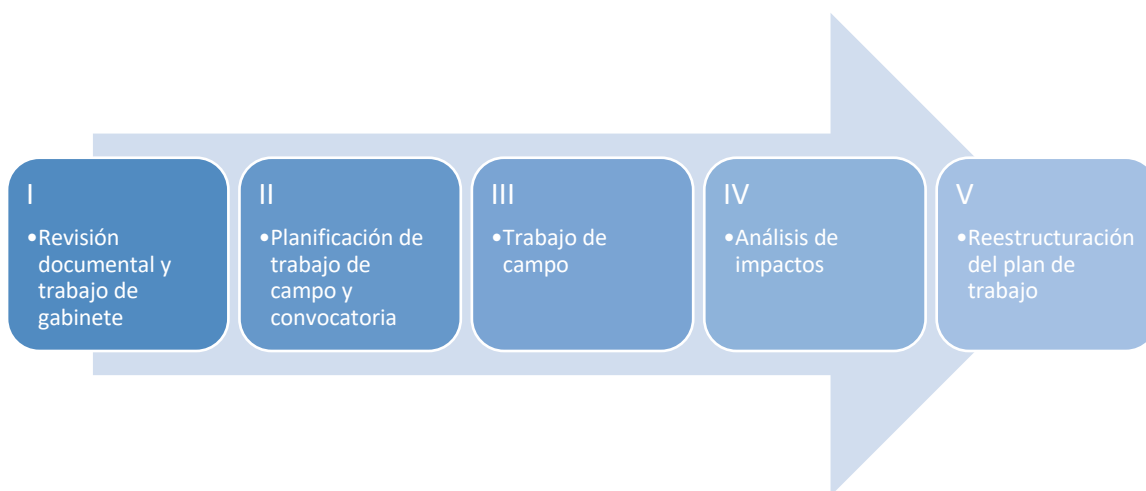 I
•Revisión
documental y
trabajo de
gabinete
II
•Planificación de
trabajo de
campo y
convocatoria
III
•Trabajo de
campo
IV
•Análisis de
impactos
V
•Reestructuración
del plan de
trabajo